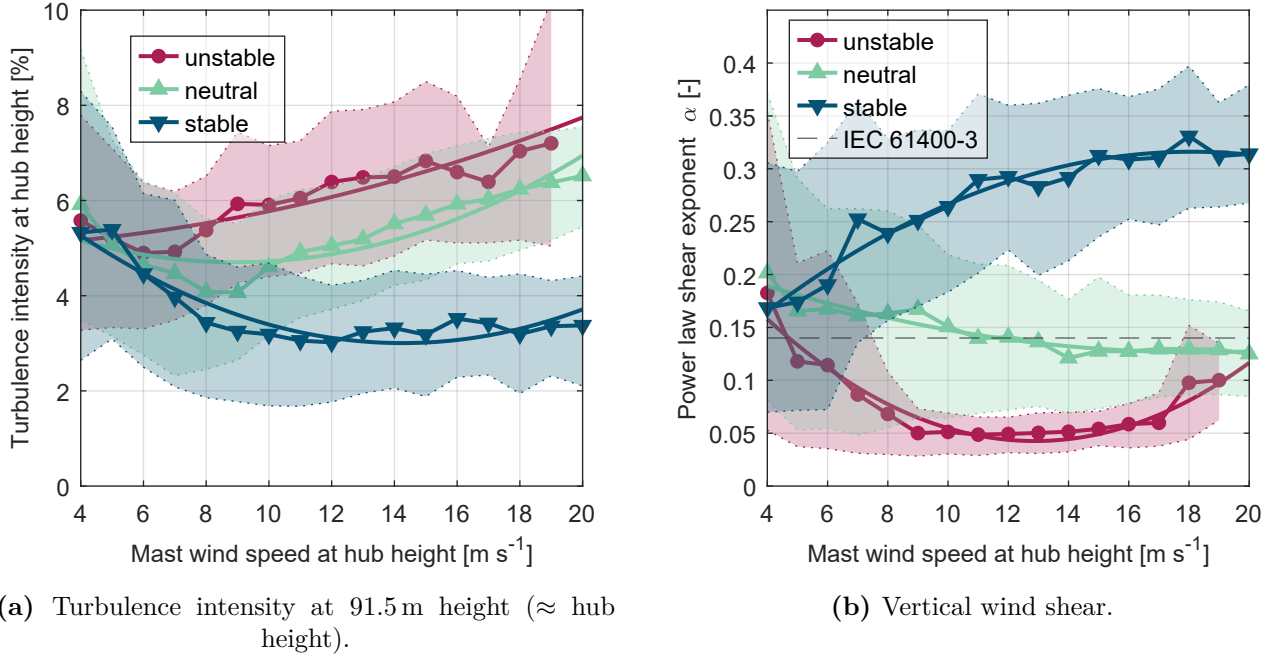 10
8
6
4
2
0
4
6
8
10
12
14
16
18
20
Turbulence intensity at hub height [%]
unstable
neutral
stable
Mast wind speed at hub height [m s⁻¹]
0.4
0.35
0.3
0.25
0.2
0.15
0.1
0.05
0
4
6
8
10
12
14
16
18
20
Power law shear exponent α [-]
unstable
neutral
stable
IEC 61400-3
Mast wind speed at hub height [m s⁻¹]
(a) Turbulence intensity at 91.5 m height (≈ hub
height).
(b) Vertical wind shear.